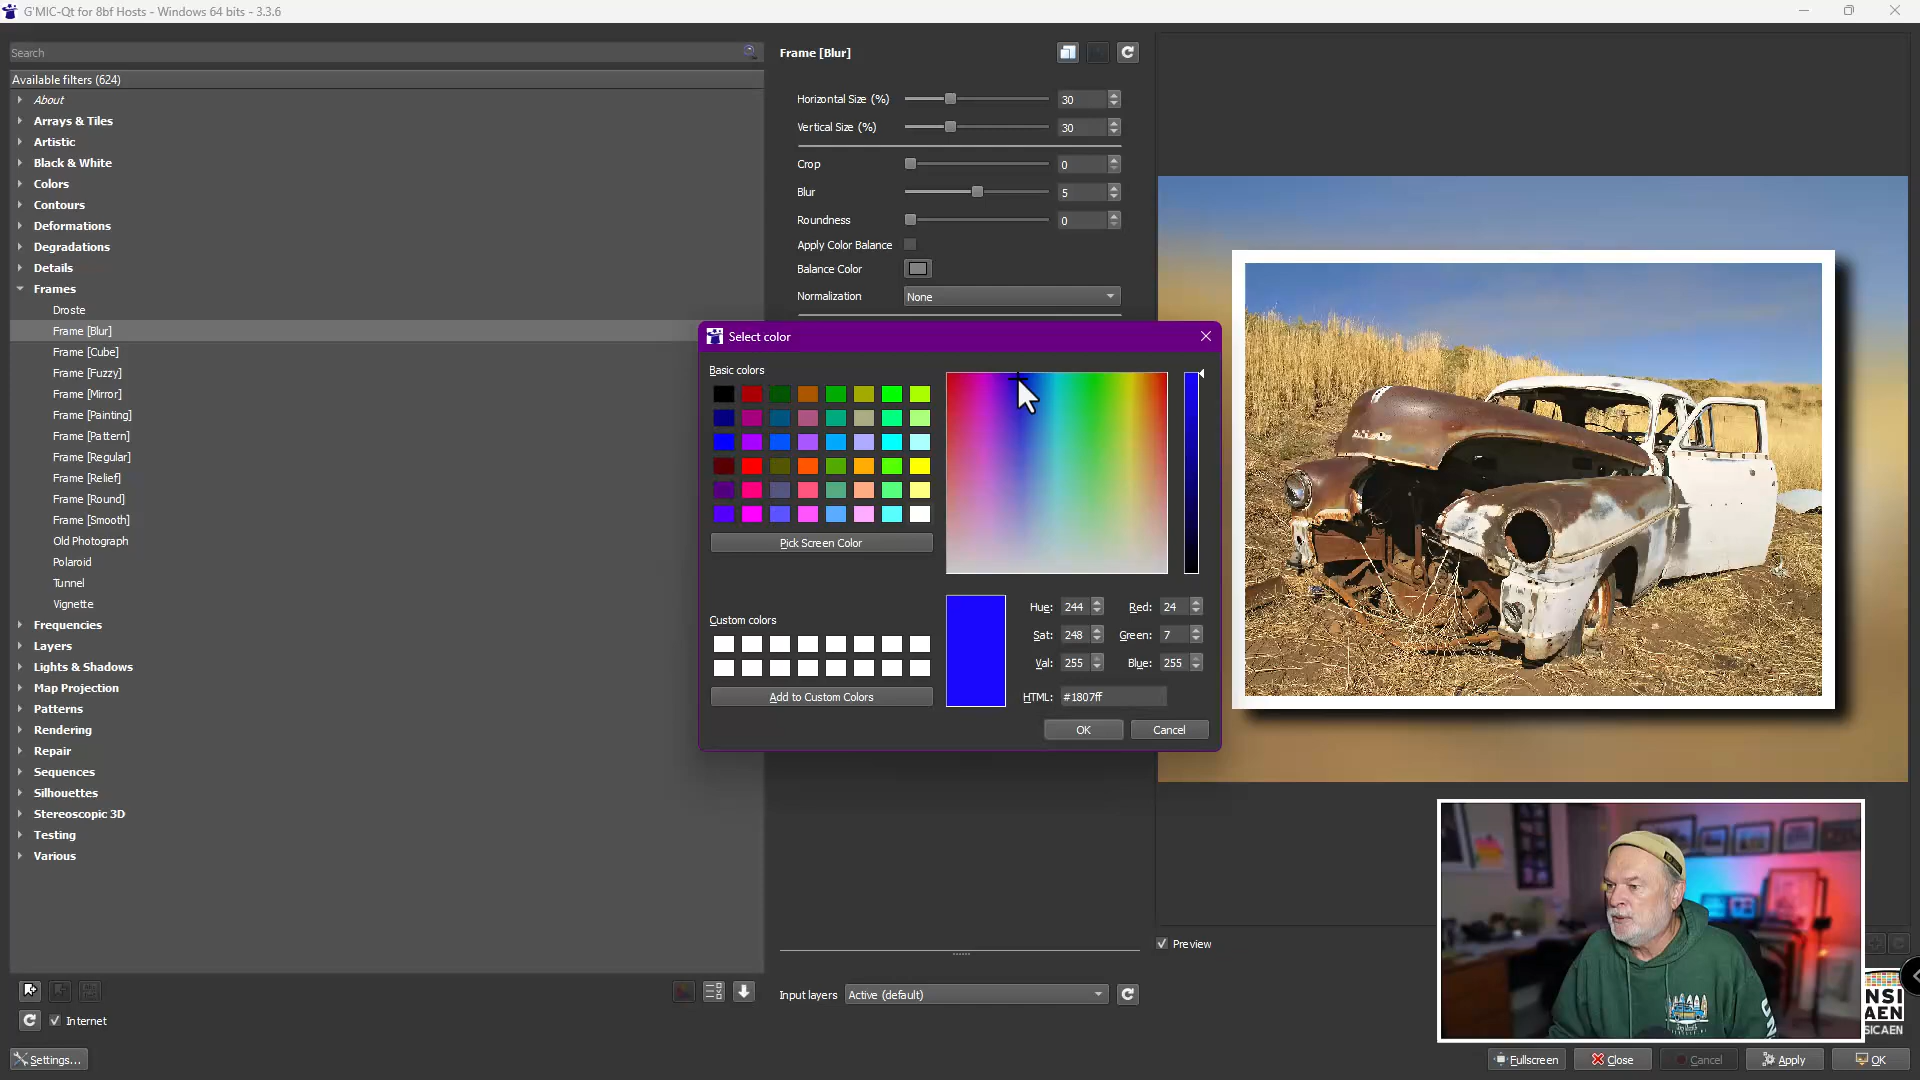 G'MIC-Qt for 8bf Hosts - Windows 64 bits - 3.3.6
Search
Available filters (624)
About
Arrays & Tiles
Artistic
Black & White
Colors
Contours
Deformations
Degradations
Details
Frames
Droste
Frame [Blur]
Frame [Cube]
Frame [Fuzzy]
Frame [Mirror]
Frame [Painting]
Frame [Pattern]
Frame [Regular]
Frame [Relief]
Frame [Round]
Frame [Smooth]
Old Photograph
Polaroid
Tunnel
Vignette
Frequencies
Layers
Lights & Shadows
Map Projection
Patterns
Rendering
Repair
Sequences
Silhouettes
Stereoscopic 3D
Testing
Various
Internet
Settings...
Frame [Blur]
Horizontal Size (%) 30
Vertical Size (%) 30
Crop 0
Blur 5
Roundness 0
Apply Color Balance
Balance Color
Normalization None
Select color
Basic colors
Pick Screen Color
Custom colors
Add to Custom Colors
Hue: 244 Red: 24
Sat: 248 Green: 7
Val: 255 Blue: 255
HTML: #1807ff
OK Cancel
Input layers Active (default)
Preview
NSI
AEN
SICAEN
Fullscreen Close Cancel Apply OK